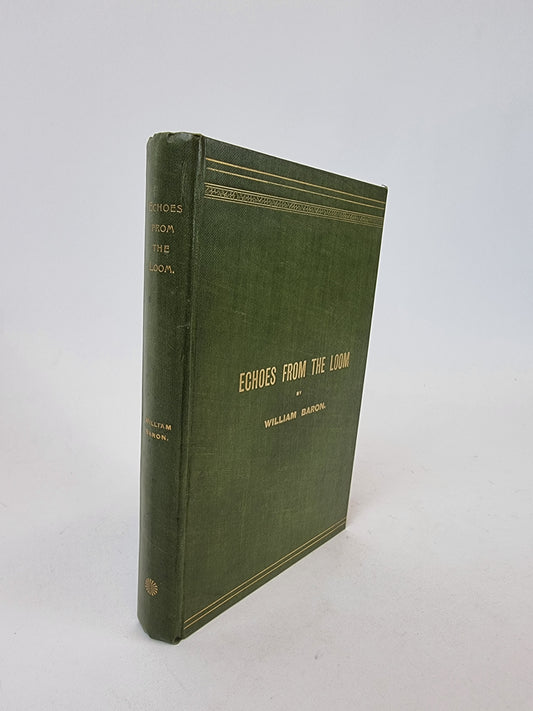 ECHOES
FROM
THE
LOOM.
WILLIAM
BARON.
ECHOES FROM THE LOOM
BY
WILLIAM BARON.